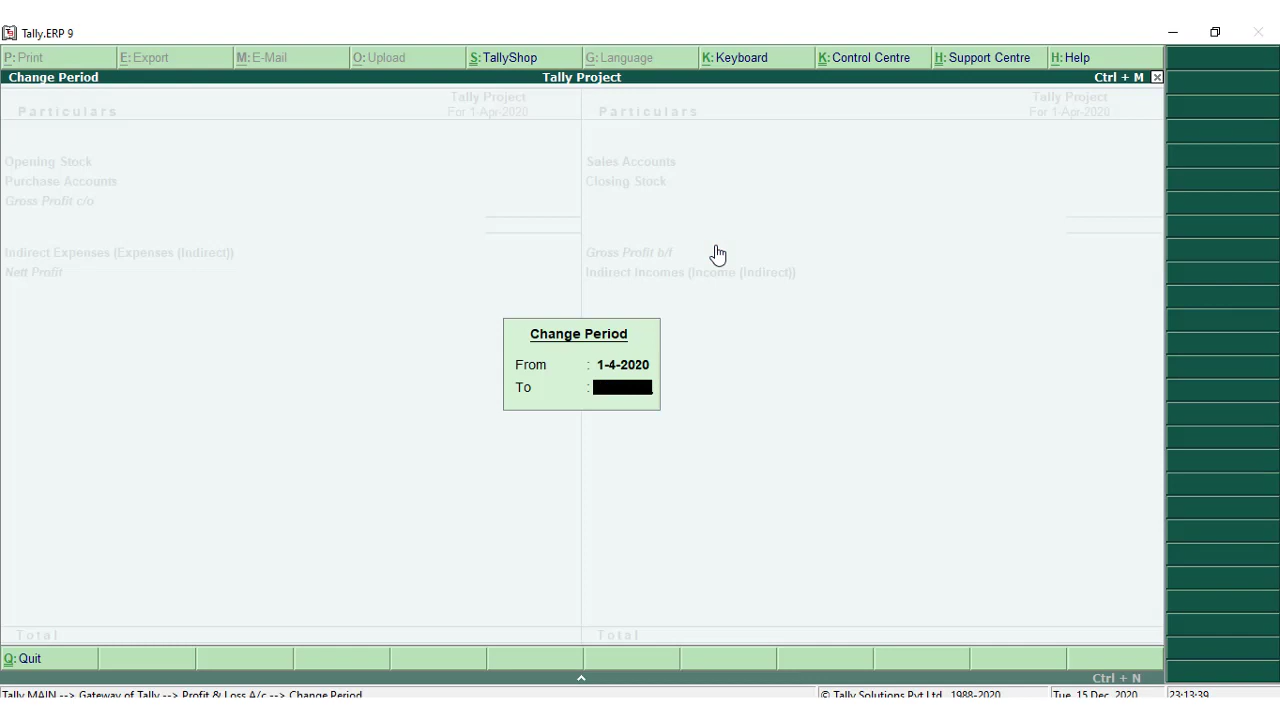 Tally.ERP 9
P: Print E: Export M: E-Mail O: Upload S: TallyShop G: Language K: Keyboard K: Control Centre H: Support Centre H: Help
Change Period Tally Project Ctrl + M
Particulars Tally Project For 1-Apr-2020 Particulars Tally Project For 1-Apr-2020
Opening Stock Sales Accounts
Purchase Accounts Closing Stock
Gross Profit c/o
Indirect Expenses (Expenses (Indirect)) Gross Profit b/f
Nett Profit Indirect Incomes (Income (Indirect))
Change Period
From : 1-4-2020
To :
Total Total
Q: Quit
Ctrl + N
Tally MAIN --> Gateway of Tally --> Profit & Loss A/c --> Change Period © Tally Solutions Pvt Ltd., 1988-2020 Tue, 15 Dec, 2020 23:13:39